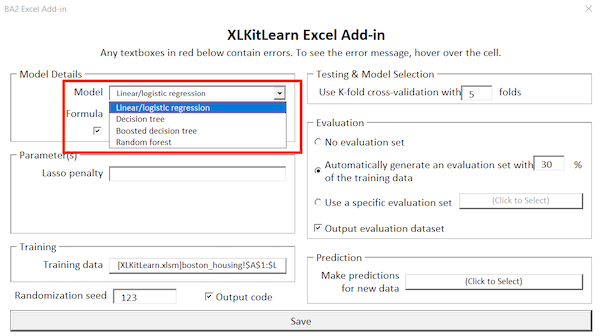 BA2 Excel Add-in
XLKitLearn Excel Add-in
Any textboxes in red below contain errors. To see the error message, hover over the cell.
Model Details
Model Linear/logistic regression
Linear/logistic regression
Decision tree
Boosted decision tree
Random forest
Formula
Parameter(s)
Lasso penalty
Training
Training data [XLKitLearn.xlsm]boston_housing!$A$1:$L
Randomization seed 123 Output code
Testing & Model Selection
Use K-fold cross-validation with 5 folds
Evaluation
No evaluation set
Automatically generate an evaluation set with 30 %
of the training data
Use a specific evaluation set (Click to Select)
Output evaluation dataset
Prediction
Make predictions (Click to Select)
for new data
Save